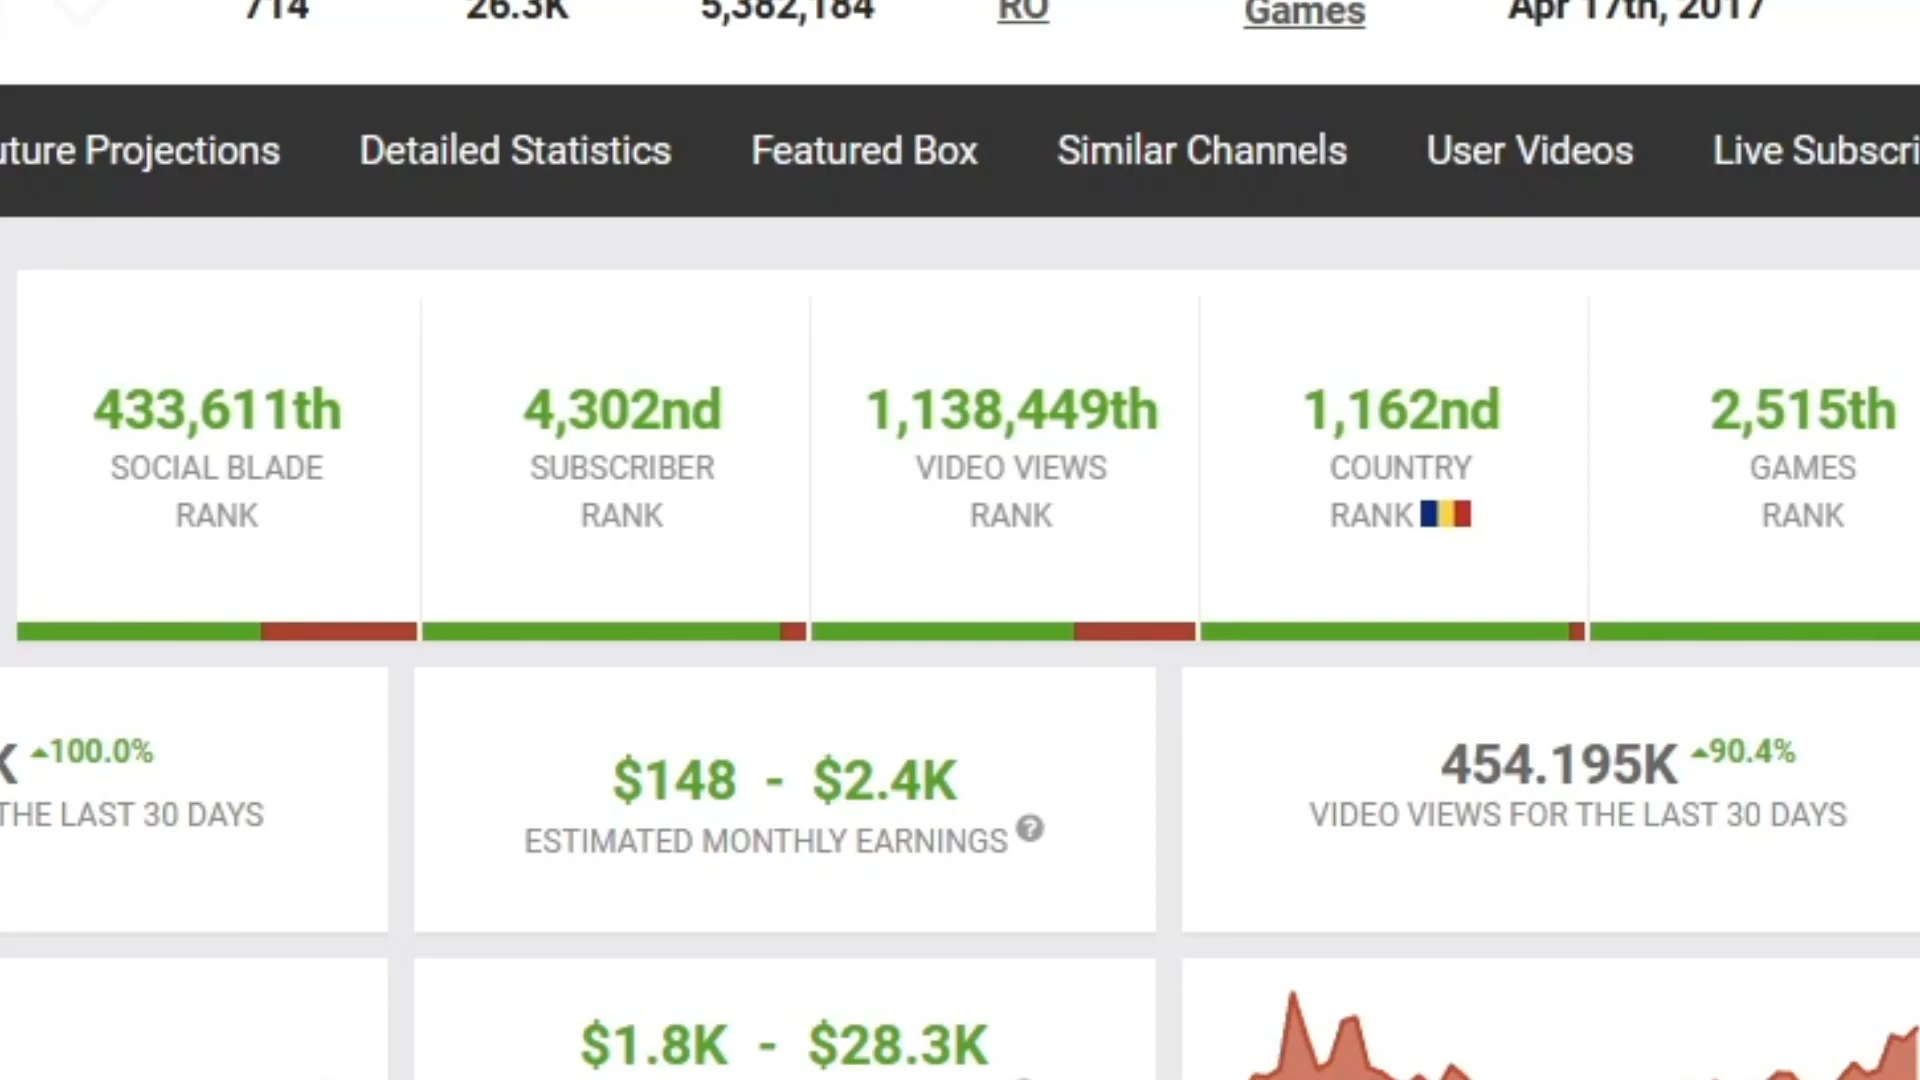 714 26.3K 5,382,184 RO Games Apr 17th, 2017
uture Projections Detailed Statistics Featured Box Similar Channels User Videos Live Subscri
433,611th 4,302nd 1,138,449th 1,162nd 2,515th
SOCIAL BLADE SUBSCRIBER VIDEO VIEWS COUNTRY GAMES
RANK RANK RANK RANK RANK
K 100.0% $148 - $2.4K 454.195K 90.4%
THE LAST 30 DAYS ESTIMATED MONTHLY EARNINGS ? VIDEO VIEWS FOR THE LAST 30 DAYS
$1.8K - $28.3K